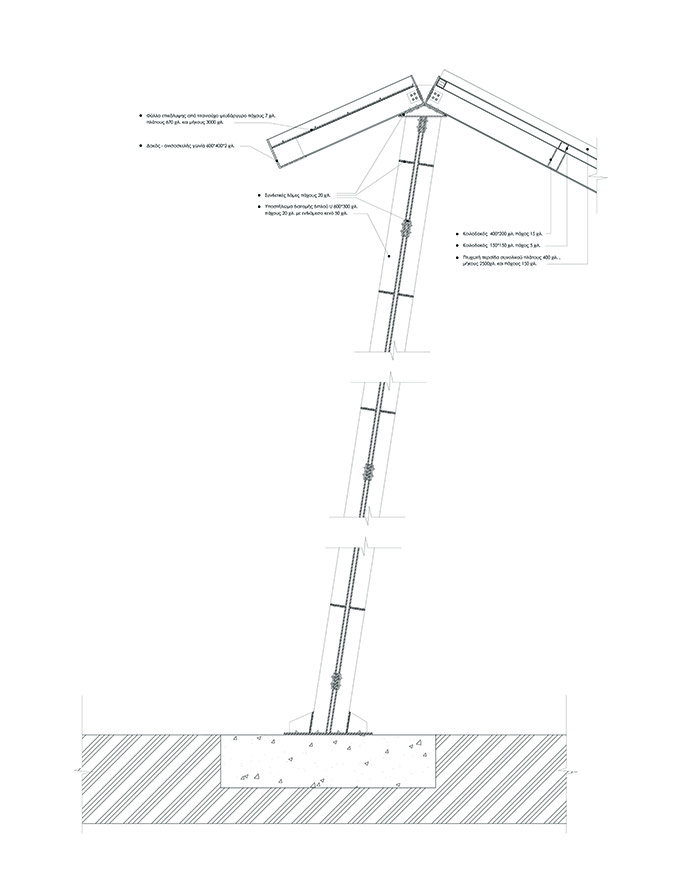 Φύλλο επικάλυψης από τιτανιούχο ψευδάργυρο πάχους 7 χιλ.
πλάτους 670 χιλ. και μήκους 3000 χιλ.
Δοκός - ανισοσκελής γωνία 600*400*2 χιλ.
Συνδετικές λάμες πάχους 20 χιλ.
Υποστήλωμα διατομής διπλού U 600*300 χιλ.
πάχους 20 χιλ. με ενδιάμεσο κενό 50 χιλ.
Κοιλοδοκός 400*200 χιλ. πάχος 15 χιλ.
Κοιλοδοκός 150*150 χιλ. πάχος 5 χιλ.
Πτυχωτή περσίδα συνολικού πλάτους 400 χιλ. ,
μήκους 2500χιλ. και πάχους 150 χιλ.